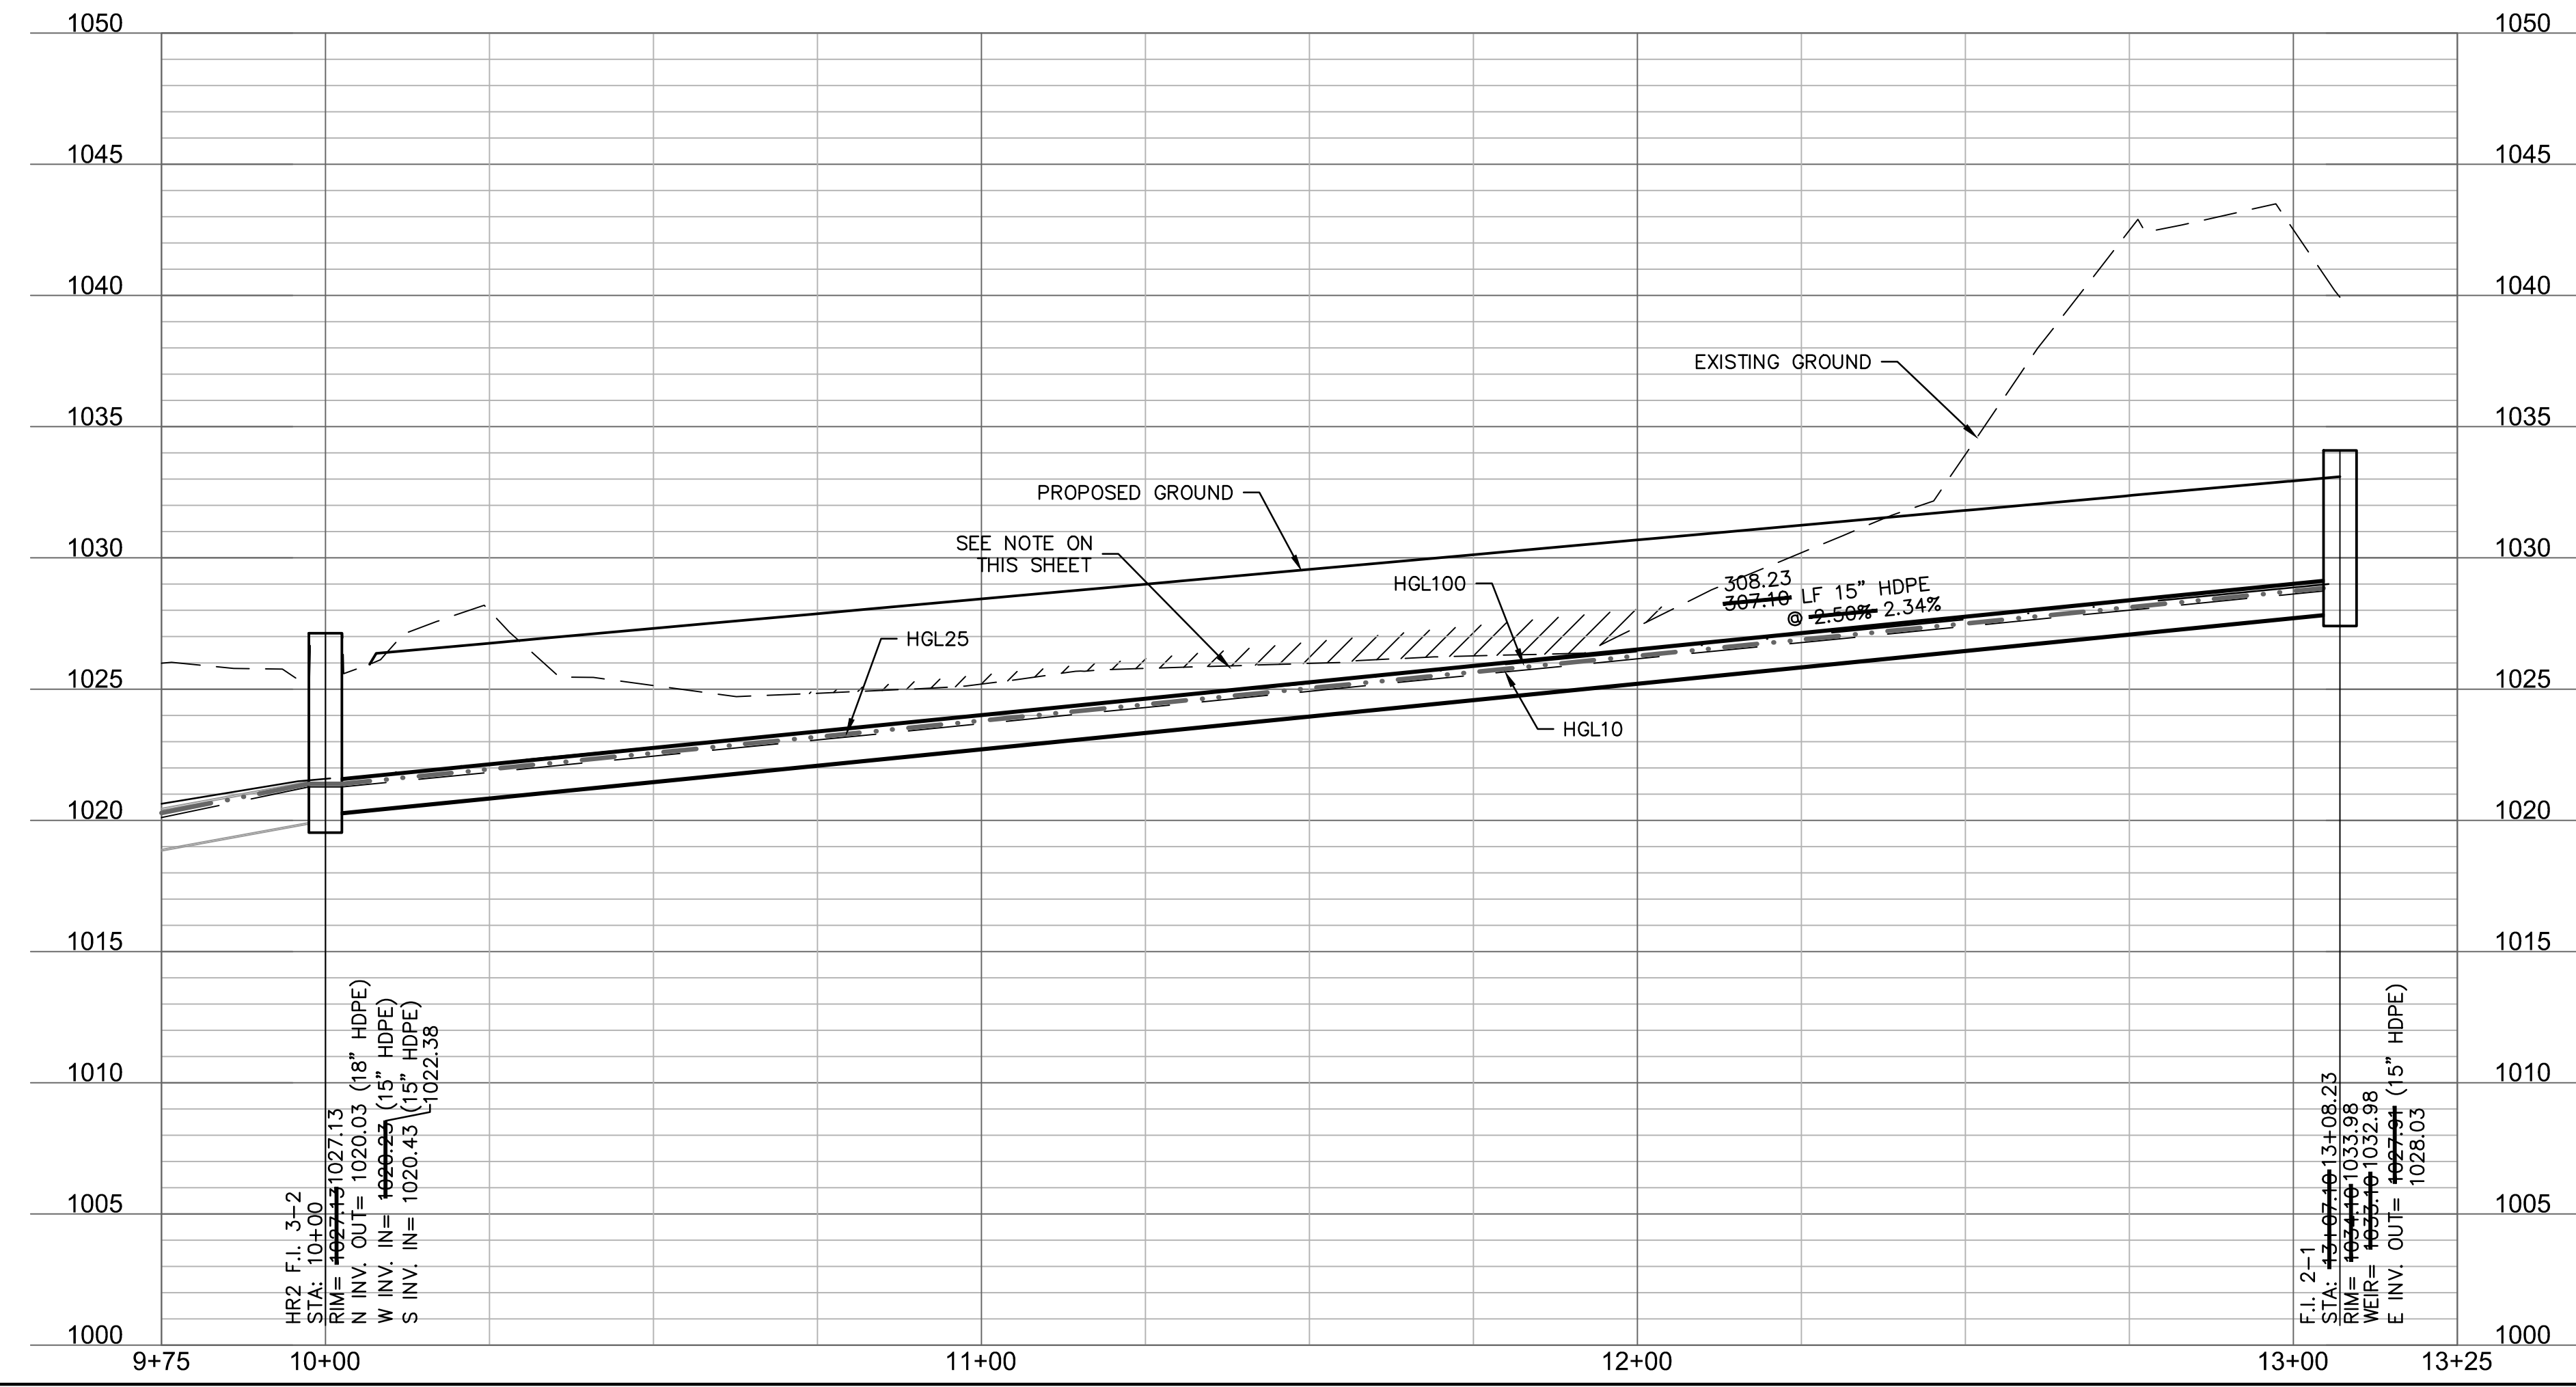 1050 1050
1045 1045
1040 1040
1035 1035
1030 1030
1025 1025
1020 1020
1015 1015
1010 1010
1005 1005
1000 1000
EXISTING GROUND
PROPOSED GROUND
SEE NOTE ON
THIS SHEET
HGL100
308.23
307.10 LF 15" HDPE
@ 2.50% 2.34%
HGL25
HGL10
HR2 F.I. 3-2
STA: 10+00
RIM= 1027.13 1027.13
N INV. OUT= 1020.03 (18" HDPE)
W INV. IN= 1020.23 (15" HDPE)
S INV. IN= 1020.43 (15" HDPE)
1022.38
F.I. 2-1
STA: 13+07.10 13+08.23
RIM= 1034.10 1033.98
WEIR= 1033.10 1032.98
E INV. OUT= 1027.91 (15" HDPE)
1028.03
9+75 10+00 11+00 12+00 13+00 13+25